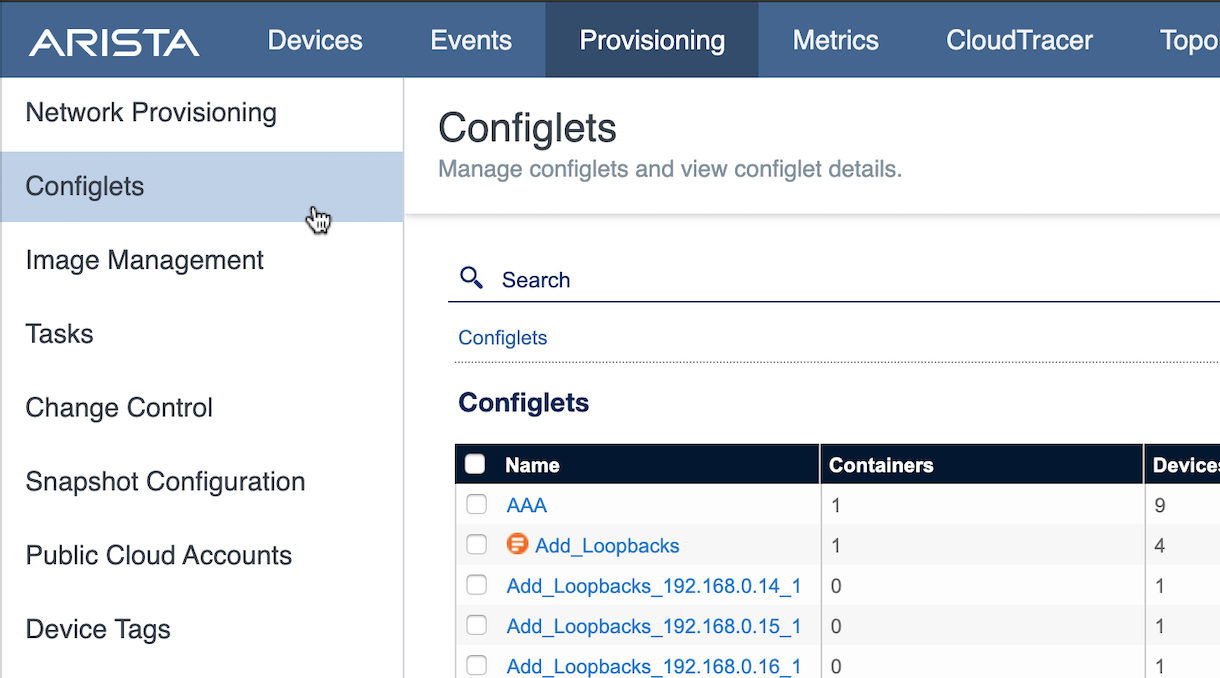 ARISTA Devices Events Provisioning Metrics CloudTracer Topo
Network Provisioning
Configlets
Image Management
Tasks
Change Control
Snapshot Configuration
Public Cloud Accounts
Device Tags
Configlets
Manage configlets and view configlet details.
Search
Configlets
Configlets
Name Containers Devices
AAA 1 9
Add_Loopbacks 1 4
Add_Loopbacks_192.168.0.14_1 0 1
Add_Loopbacks_192.168.0.15_1 0 1
Add_Loopbacks_192.168.0.16_1 0 1